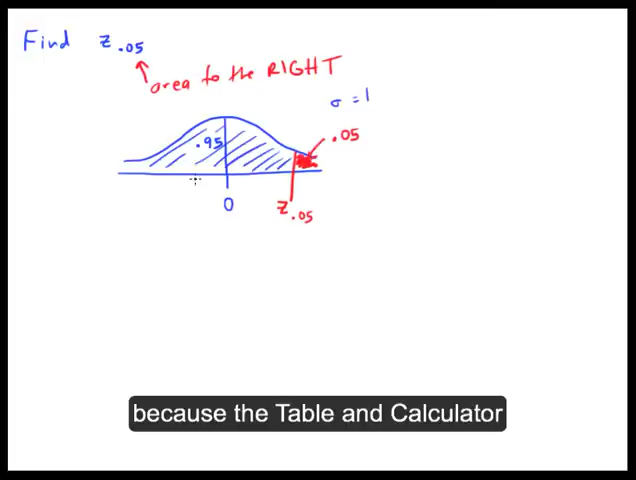 Find z.05
area to the RIGHT
σ = 1
.95
.05
0
z.05
because the Table and Calculator